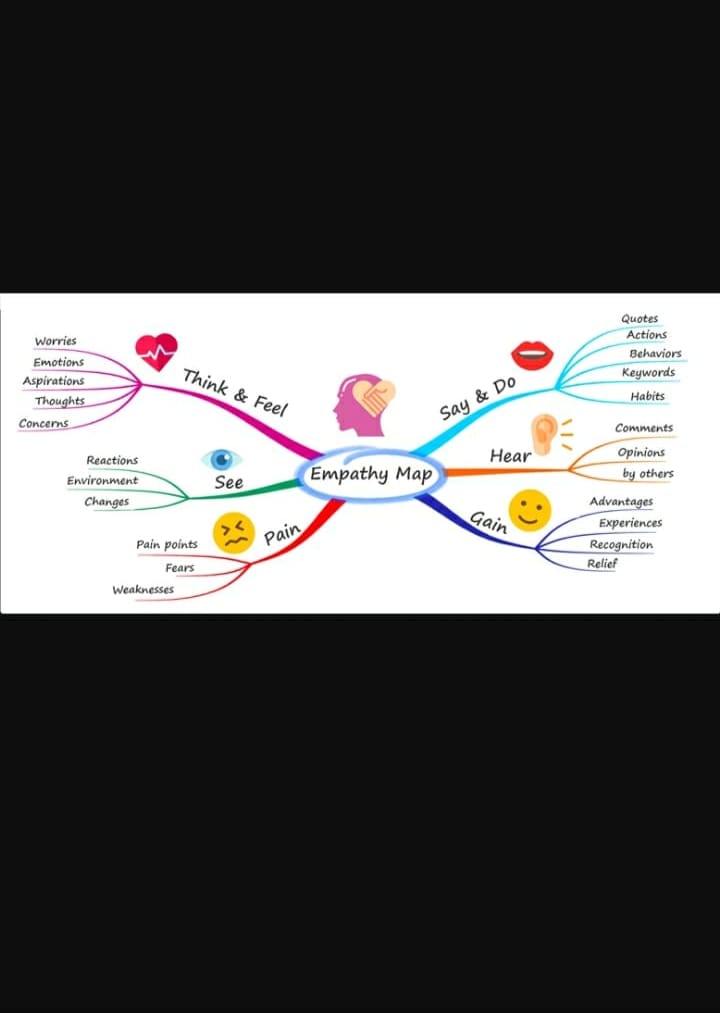 Empathy Map
Think & Feel
Worries
Emotions
Aspirations
Thoughts
Concerns
See
Reactions
Environment
Changes
Pain
Pain points
Fears
Weaknesses
Say & Do
Quotes
Actions
Behaviors
Keywords
Habits
Hear
Comments
Opinions
by others
Gain
Advantages
Experiences
Recognition
Relief